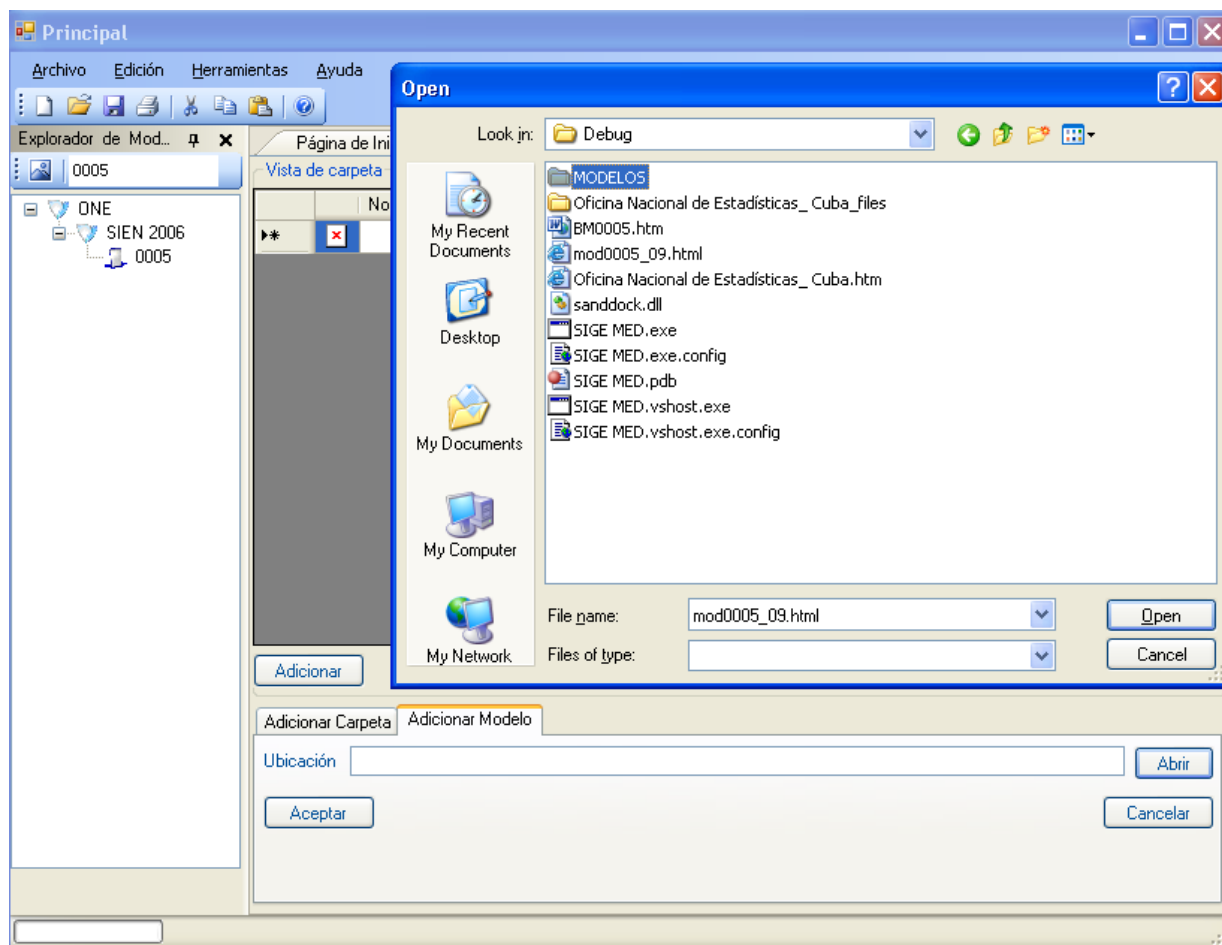 Principal
Archivo Edición Herramientas Ayuda
Explorador de Mod...
0005
ONE
SIEN 2006
0005
Página de Ini
Vista de carpeta
No
Adicionar
Open
Look in: Debug
My Recent
Documents
Desktop
My Documents
My Computer
My Network
MODELOS
Oficina Nacional de Estadísticas_ Cuba_files
BM0005.htm
mod0005_09.html
Oficina Nacional de Estadísticas_ Cuba.htm
sanddock.dll
SIGE MED.exe
SIGE MED.exe.config
SIGE MED.pdb
SIGE MED.vshost.exe
SIGE MED.vshost.exe.config
File name: mod0005_09.html Open
Files of type: Cancel
Adicionar Carpeta Adicionar Modelo
Ubicación Abrir
Aceptar Cancelar